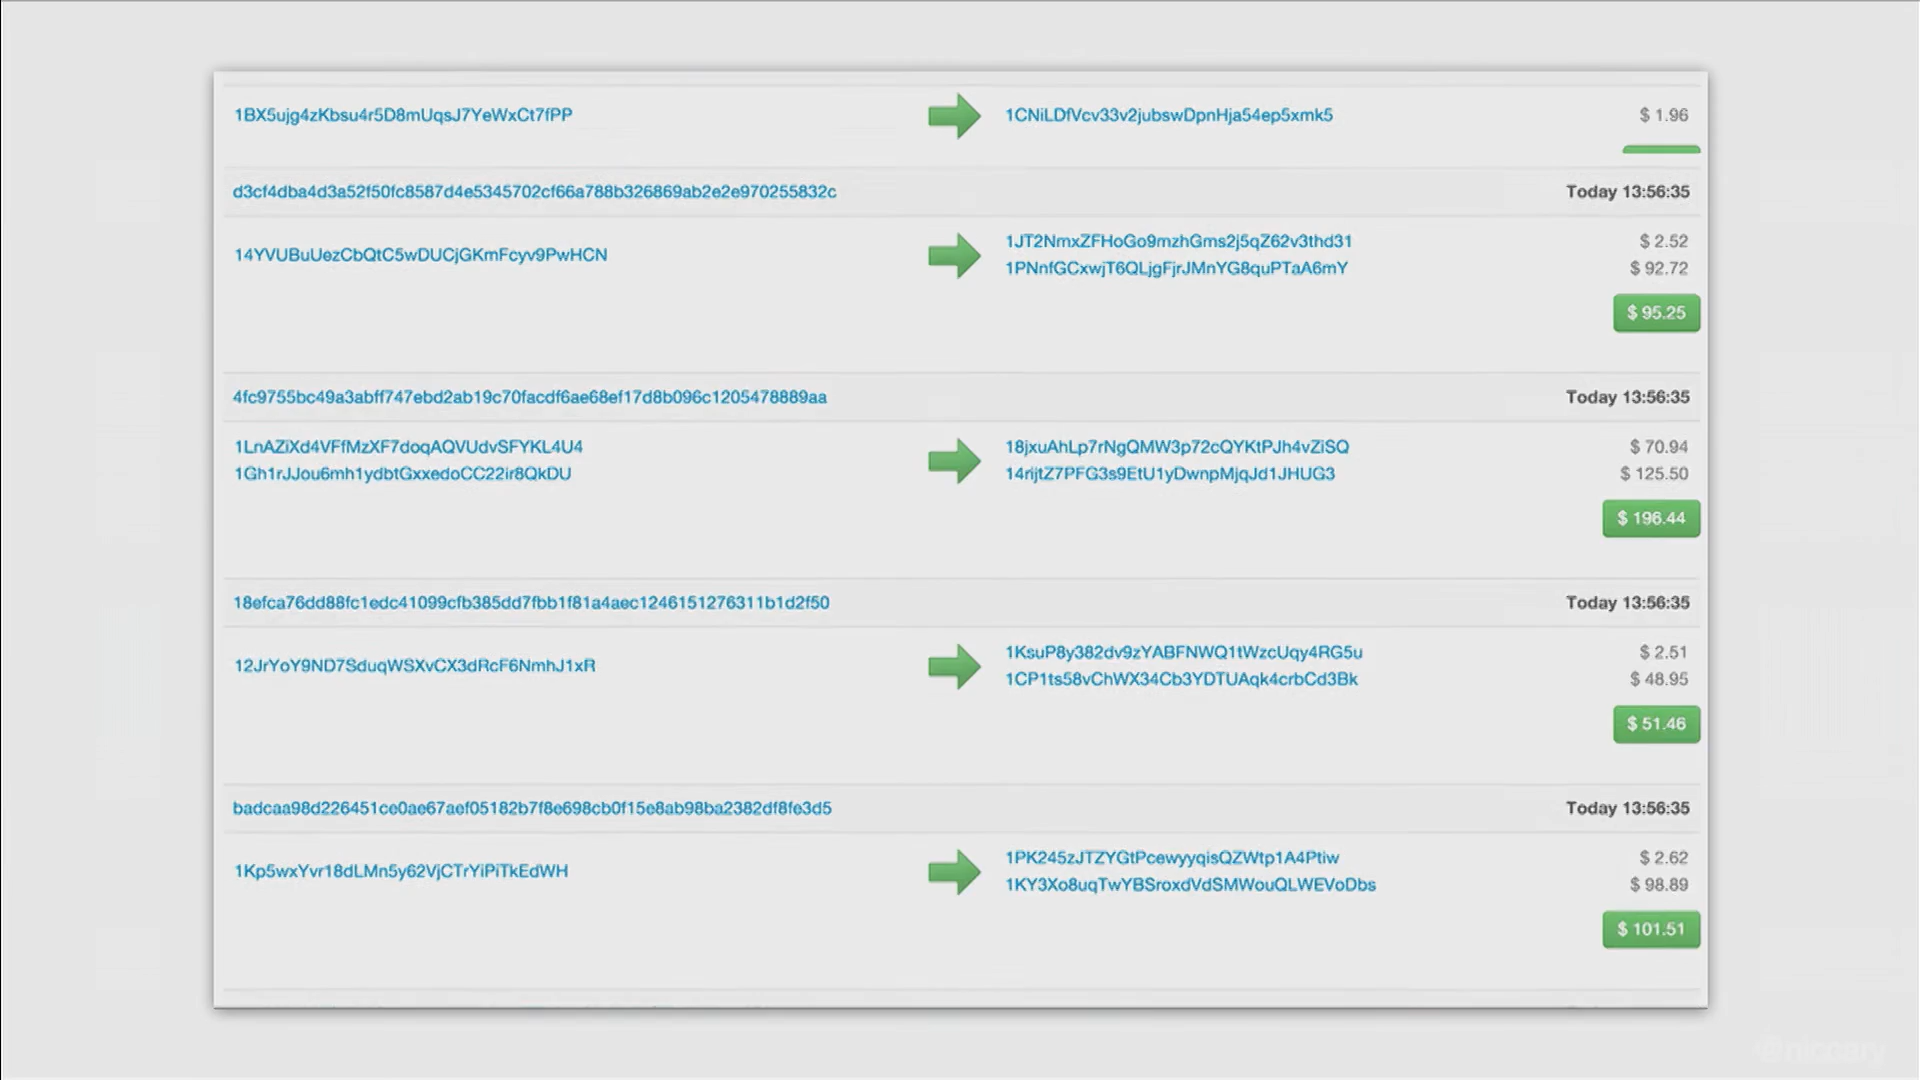 1BX5ujg4zKbsu4r5D8mUqsJ7YeWxCt7fPP
1CNiLDfVcv33v2jubswDpnHja54ep5xmk5
$ 1.96
d3cf4dba4d3a52f50fc8587d4e5345702cf66a788b326869ab2e2e970255832c
Today 13:56:35
14YVUBuUezCbQtC5wDUCjGKmFcyv9PwHCN
1JT2NmxZFHoGo9mzhGms2j5qZ62v3thd31
$ 2.52
1PNnfGCxwjT6QLjgFjrJMnYG8quPTaA6mY
$ 92.72
$ 95.25
4fc9755bc49a3abff747ebd2ab19c70facdf6ae68ef17d8b096c1205478889aa
Today 13:56:35
1LnAZiXd4VFfMzXF7doqAQVUdvSFYKL4U4
18jxuAhLp7rNgQMW3p72cQYKtPJh4vZiSQ
$ 70.94
1Gh1rJJou6mh1ydbtGxxedoCC22ir8QkDU
14rijtZ7PFG3s9EtU1yDwnpMjqJd1JHUG3
$ 125.50
$ 196.44
18efca76dd88fc1edc41099cfb385dd7fbb1f81a4aec1246151276311b1d2f50
Today 13:56:35
12JrYoY9ND7SduqWSXvCX3dRcF6NmhJ1xR
1KsuP8y382dv9zYABFNWQ1tWzcUqy4RG5u
$ 2.51
1CP1ts58vChWX34Cb3YDTUAqk4crbCd3Bk
$ 48.95
$ 51.46
badcaa98d226451ce0ae67aef05182b7f8e698cb0f15e8ab98ba2382df8fe3d5
Today 13:56:35
1Kp5wxYvr18dLMn5y62VjCTrYiPiTkEdWH
1PK245zJTZYGtPcewyyqisQZWtp1A4Ptiw
$ 2.62
1KY3Xo8uqTwYBSroxdVdSMWouQLWEVoDbs
$ 98.89
$ 101.51